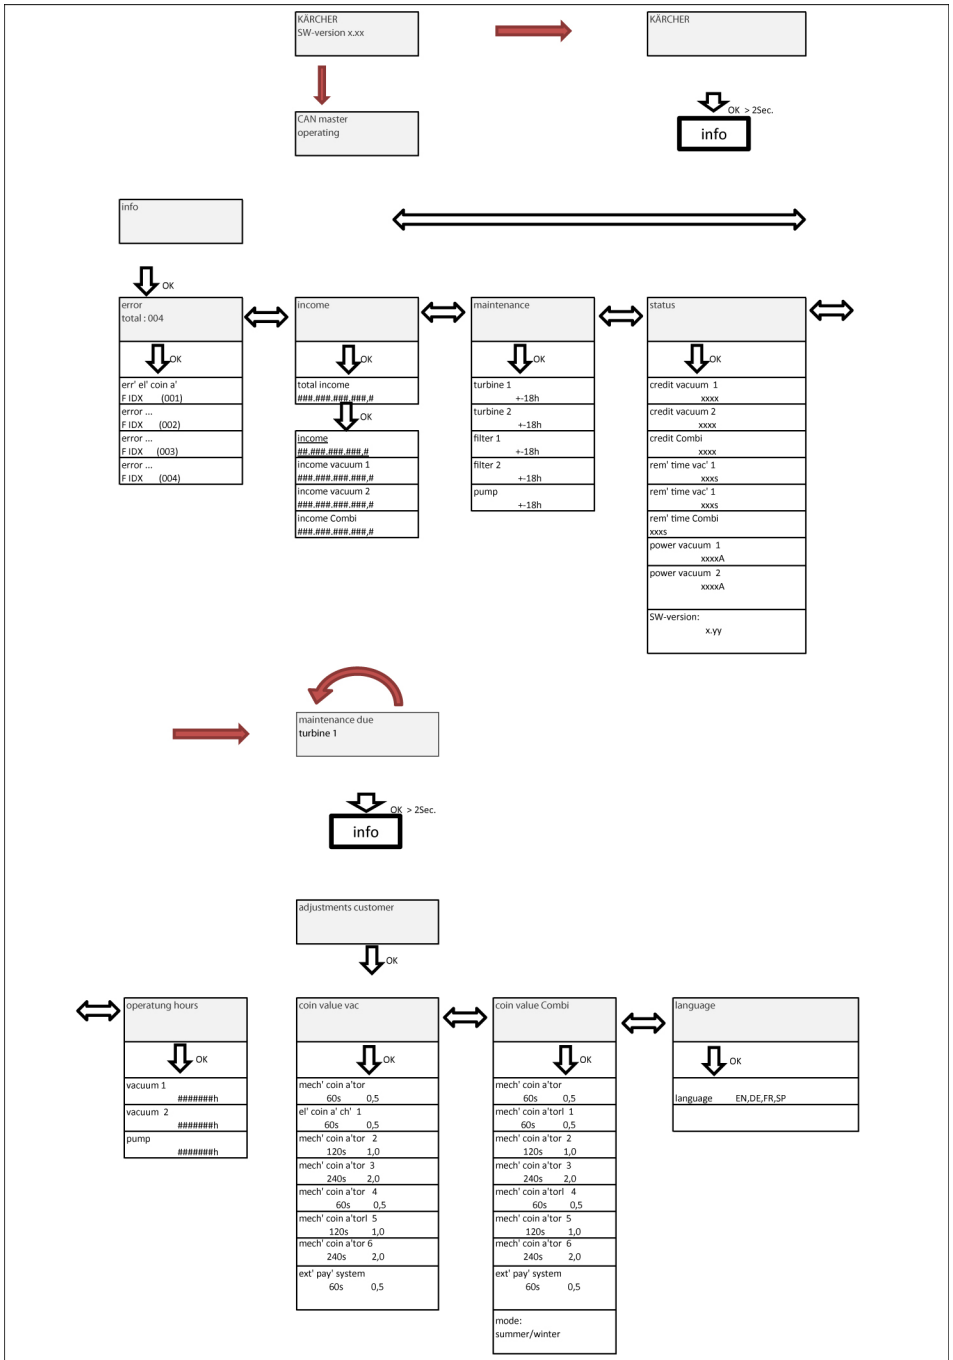 KÄRCHER
SW-version x.xx
KÄRCHER
CAN master
operating
OK > 2Sec.
info
info
OK
error
total : 004
OK
err' el' coin a'
F IDX (001)
error ...
F IDX (002)
error ...
F IDX (003)
error ...
F IDX (004)
income
OK
total income
###.###.###.###,#
OK
income
##.###.###.###,#
income vacuum 1
###.###.###.###,#
income vacuum 2
###.###.###.###,#
income Combi
###.###.###.###,#
maintenance
turbine 1
+-18h
turbine 2
+-18h
filter 1
+-18h
filter 2
+-18h
pump
+-18h
status
OK
credit vacuum 1
xxxx
credit vacuum 2
xxxx
credit Combi
xxxx
rem' time vac' 1
xxxs
rem' time vac' 1
xxxs
rem' time Combi
xxxs
power vacuum 1
xxxxA
power vacuum 2
xxxxA
SW-version:
x.yy
maintenance due
turbine 1
OK > 2Sec.
info
adjustments customer
OK
operatung hours
OK
vacuum 1
#######h
vacuum 2
#######h
pump
#######h
coin value vac
OK
mech' coin a'tor
60s 0,5
el' coin a' ch' 1
60s 0,5
mech' coin a'tor 2
120s 1,0
mech' coin a'tor 3
240s 2,0
mech' coin a'tor 4
60s 0,5
mech' coin a'torl 5
120s 1,0
mech' coin a'tor 6
240s 2,0
ext' pay' system
60s 0,5
coin value Combi
OK
mech' coin a'tor
60s 0,5
mech' coin a'torl 1
60s 0,5
mech' coin a'tor 2
120s 1,0
mech' coin a'tor 3
240s 2,0
mech' coin a'torl 4
60s 0,5
mech' coin a'tor 5
120s 1,0
mech' coin a'tor 6
240s 2,0
ext' pay' system
60s 0,5
mode:
summer/winter
language
OK
language EN,DE,FR,SP